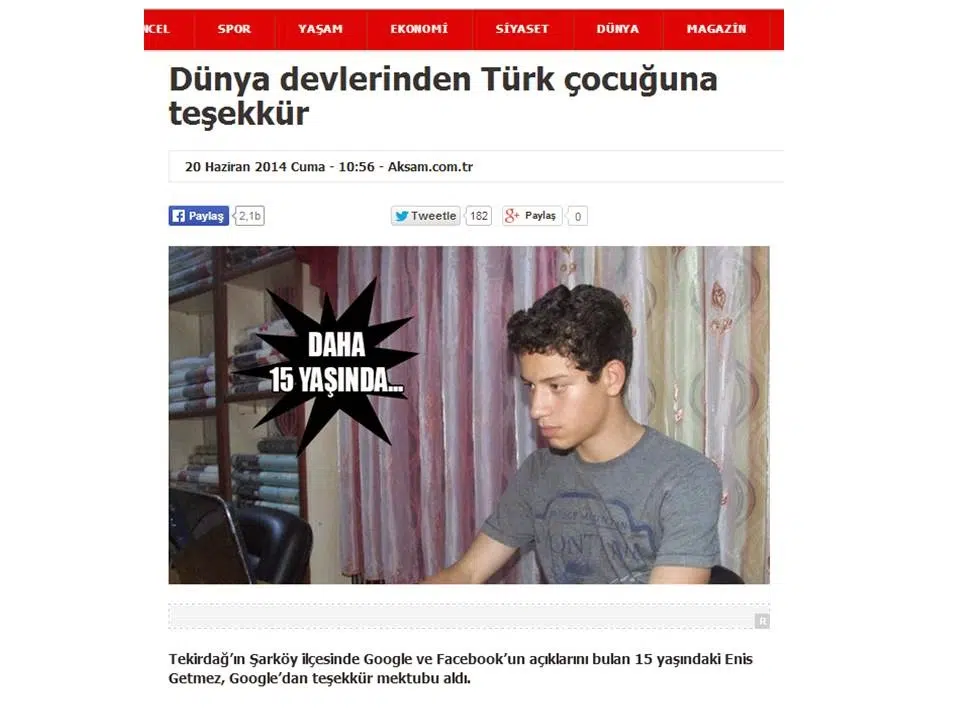 NCEL SPOR YAŞAM EKONOMİ SİYASET DÜNYA MAGAZİN
Dünya devlerinden Türk çocuğuna
teşekkür
20 Haziran 2014 Cuma - 10:56 - Aksam.com.tr
Paylaş 2,1b Tweetle 182 Paylaş 0
DAHA
15 YAŞINDA...
R
Tekirdağ'ın Şarköy ilçesinde Google ve Facebook'un açıklarını bulan 15 yaşındaki Enis
Getmez, Google'dan teşekkür mektubu aldı.